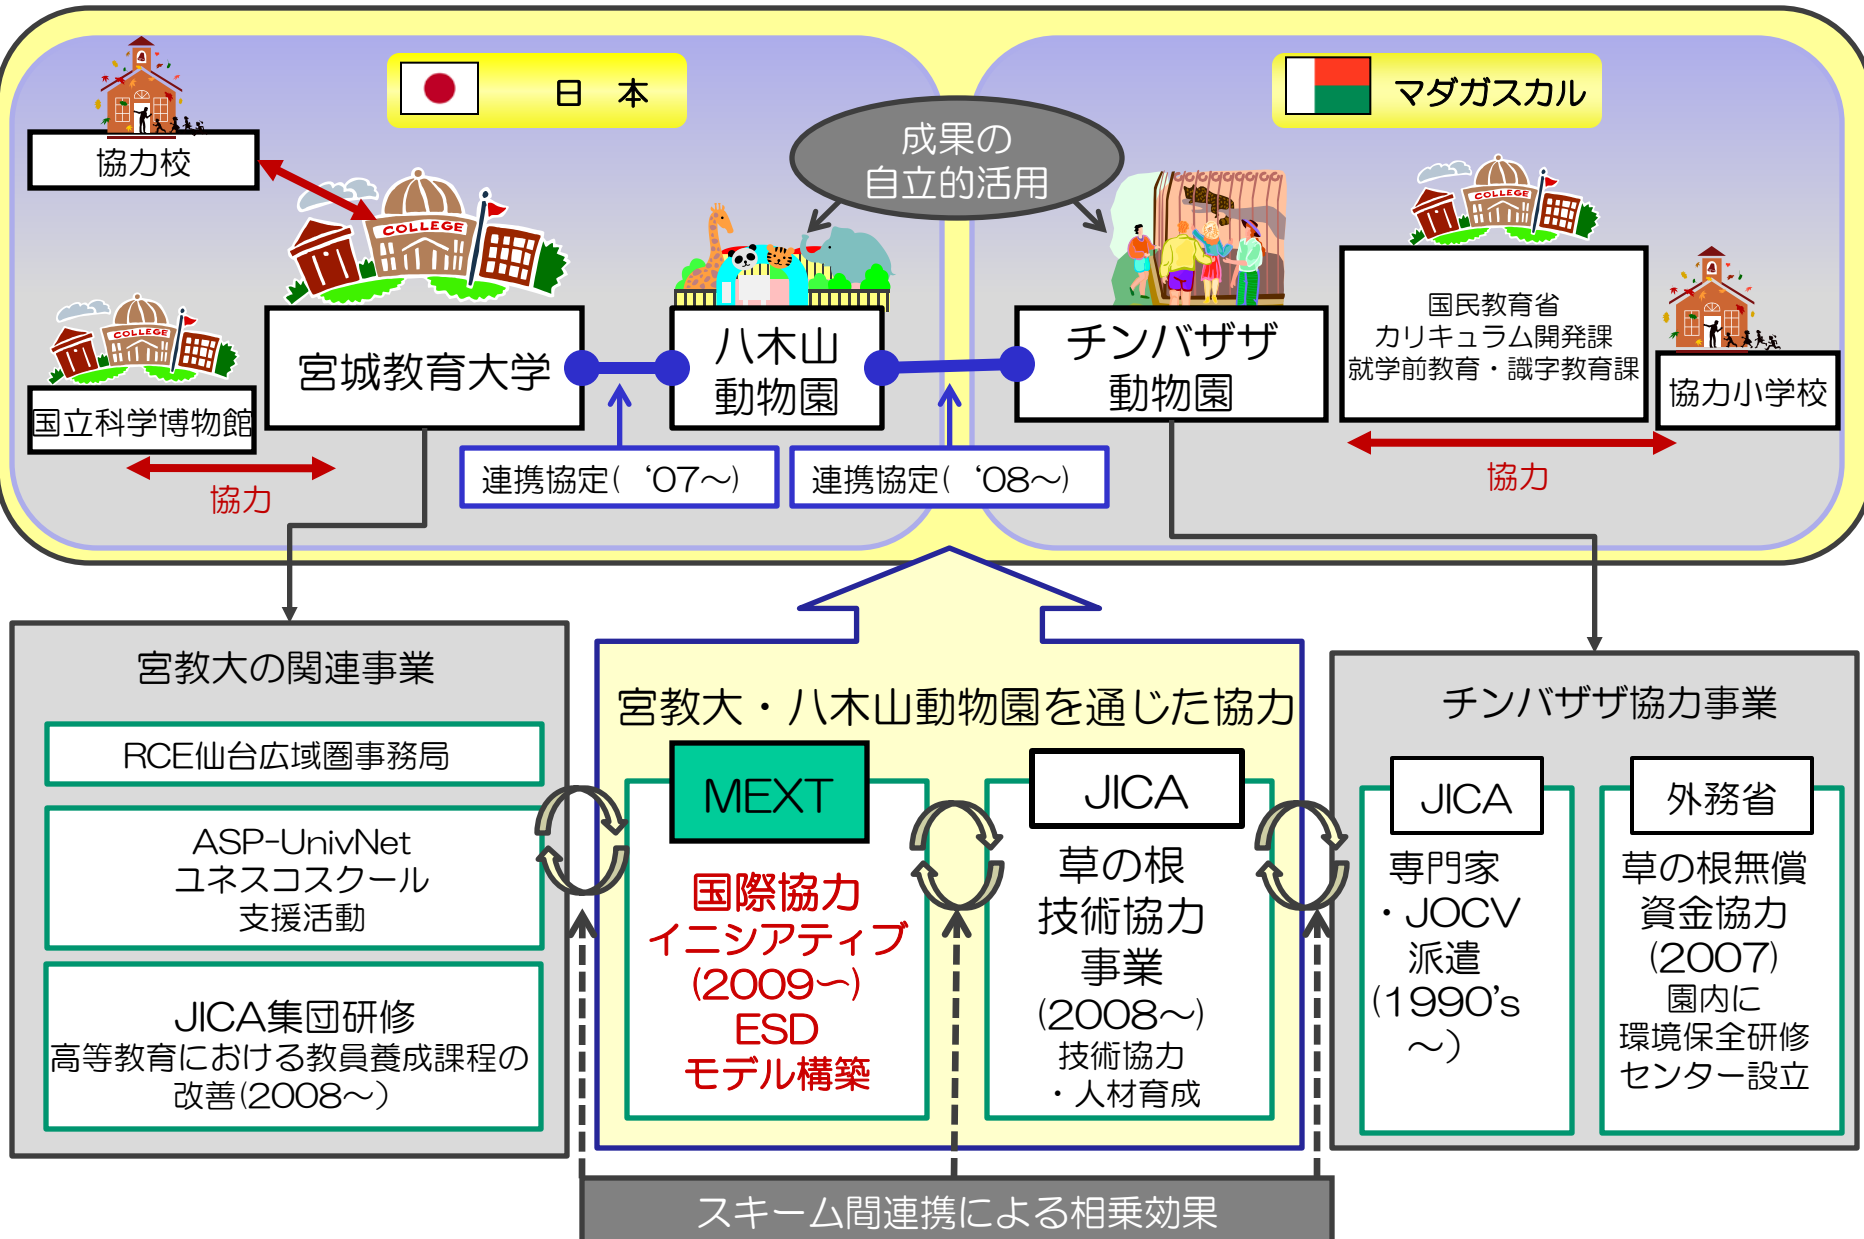 日　本
マダガスカル
成果の
自立的活用
協力校
COLLEGE
COLLEGE
COLLEGE
国立科学博物館
宮城教育大学
八木山
動物園
チンバザザ
動物園
国民教育省
カリキュラム開発課
就学前教育・識字教育課
協力小学校
協力
連携協定(　‘07～)
連携協定(　‘08～)
協力
宮教大の関連事業
RCE仙台広域圏事務局
ASP-UnivNet
ユネスコスクール
支援活動
JICA集団研修
高等教育における教員養成課程の
改善(2008～）
宮教大・八木山動物園を通じた協力
MEXT
国際協力
イニシアティブ
(2009～)
ESD
モデル構築
JICA
草の根
技術協力
事業
(2008～)
技術協力
・人材育成
チンバザザ協力事業
JICA
専門家
・JOCV
派遣
(1990’s
～）
外務省
草の根無償
資金協力
(2007)
園内に
環境保全研修
センター設立
スキーム間連携による相乗効果